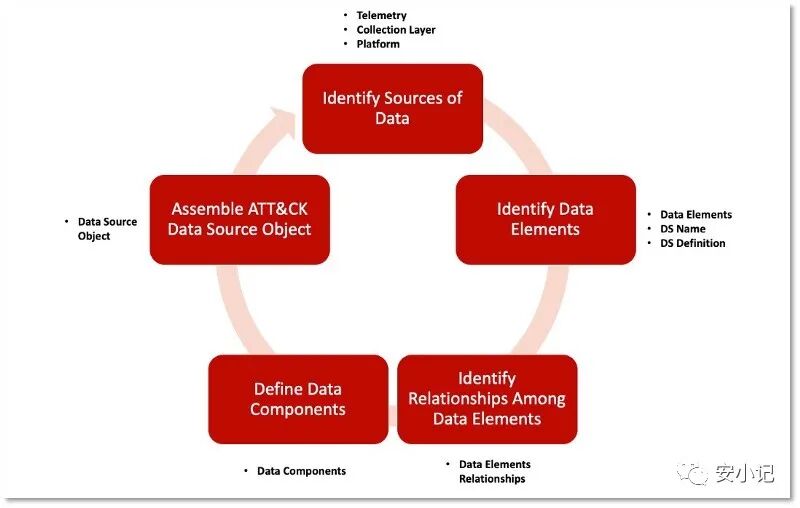 • Telemetry
• Collection Layer
• Platform
Identify Sources of
Data
Identify Data
Elements
• Data Elements
• DS Name
• DS Definition
Identify
Relationships Among
Data Elements
• Data Elements
Relationships
Define Data
Components
• Data Components
Assemble ATT&CK
Data Source Object
• Data Source
Object
安小记